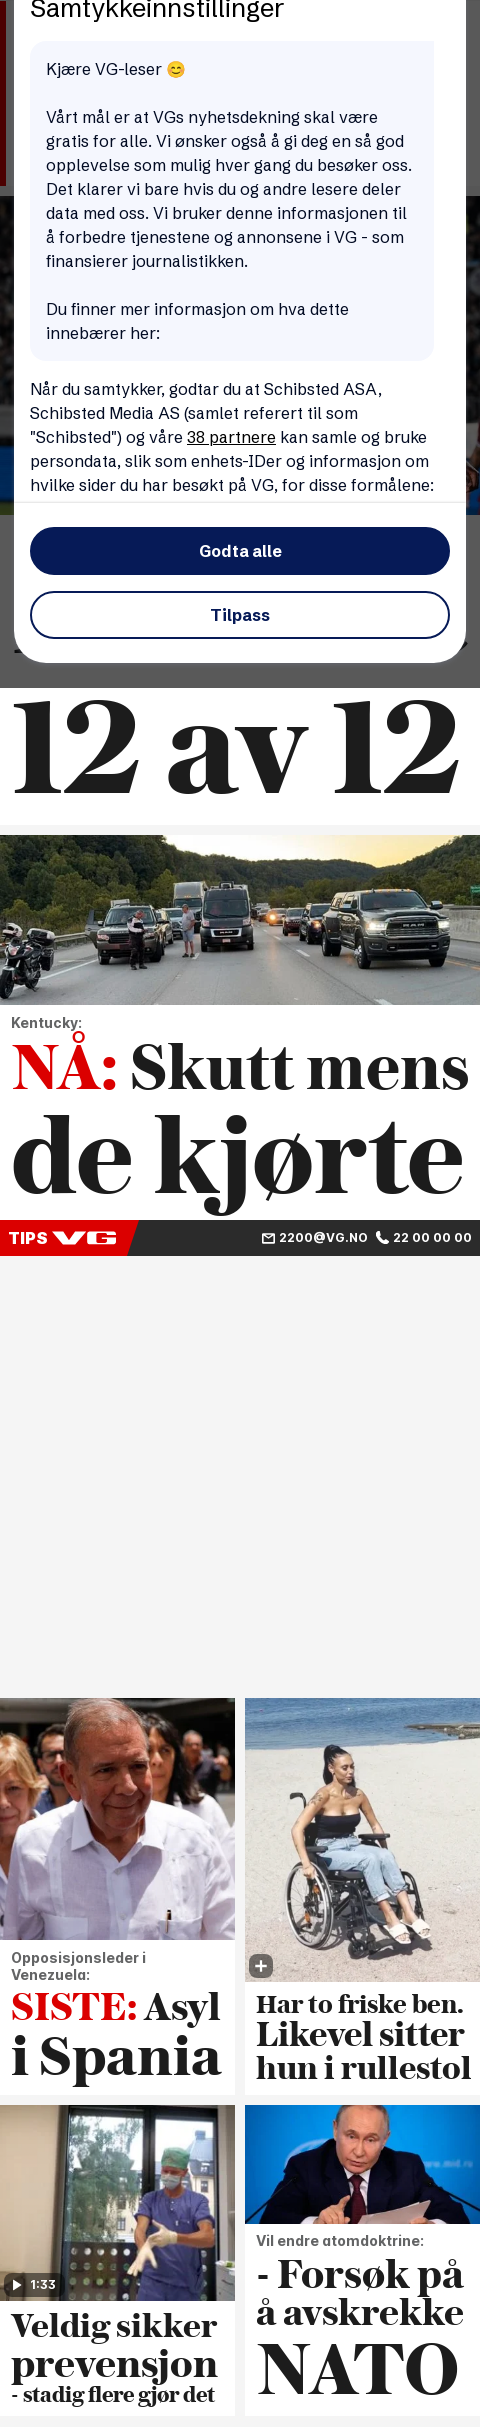 Samtykkeinnstillinger
Kjære VG-leser 😊
Vårt mål er at VGs nyhetsdekning skal være
gratis for alle. Vi ønsker også å gi deg en så god
opplevelse som mulig hver gang du besøker oss.
Det klarer vi bare hvis du og andre lesere deler
data med oss. Vi bruker denne informasjonen til
å forbedre tjenestene og annonsene i VG - som
finansierer journalistikken.
Du finner mer informasjon om hva dette
innebærer her:
Når du samtykker, godtar du at Schibsted ASA,
Schibsted Media AS (samlet referert til som
"Schibsted") og våre 38 partnere kan samle og bruke
persondata, slik som enhets-IDer og informasjon om
hvilke sider du har besøkt på VG, for disse formålene:
Godta alle
Tilpass
12 av 12
Kentucky:
NÅ: Skutt mens
de kjørte
TIPS VG 2200@VG.NO 22 00 00 00
Opposisjonsleder i
Venezuela:
SISTE: Asyl
i Spania
Har to friske ben.
Likevel sitter
hun i rullestol
1:33
Veldig sikker
prevensjon
- stadig flere gjør det
Vil endre atomdoktrine:
- Forsøk på
å avskrekke
NATO